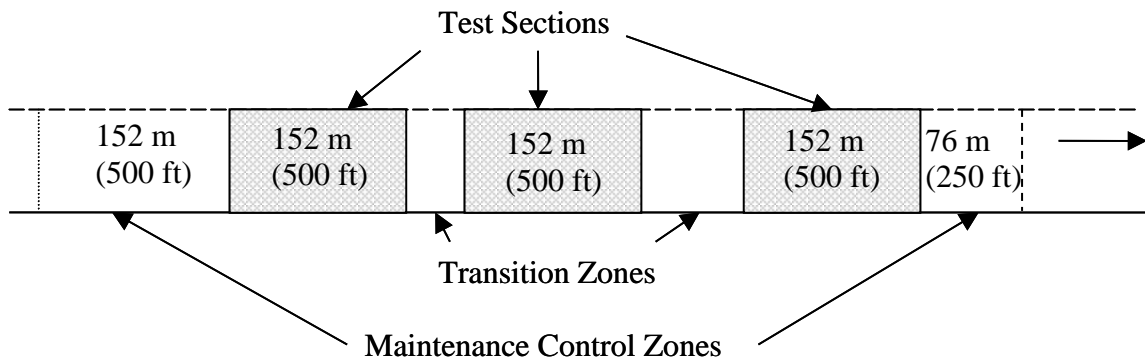 Test Sections
152 m
(500 ft)
152 m
(500 ft)
152 m
(500 ft)
152 m
(500 ft)
76 m
(250 ft)
Transition Zones
Maintenance Control Zones